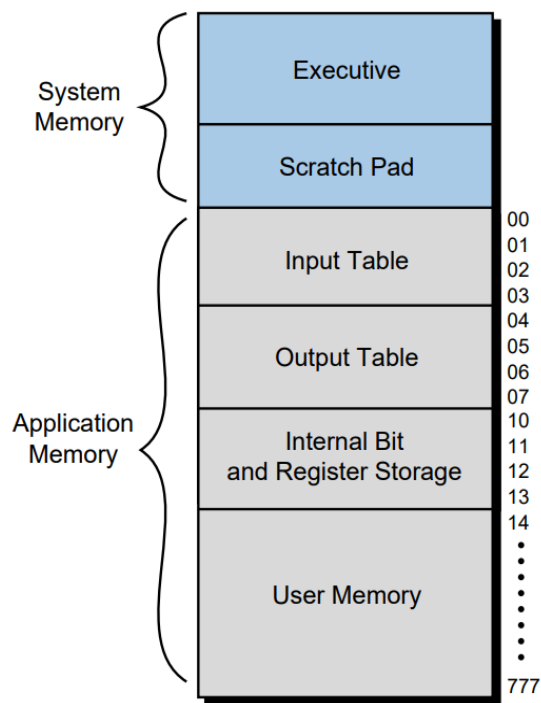 Executive
System
Memory
Scratch Pad
00
01
Input Table
02
03
04
05
Output Table
06
07
Application
Memory
10
Internal Bit
11
and Register Storage
12
13
14
User Memory
777